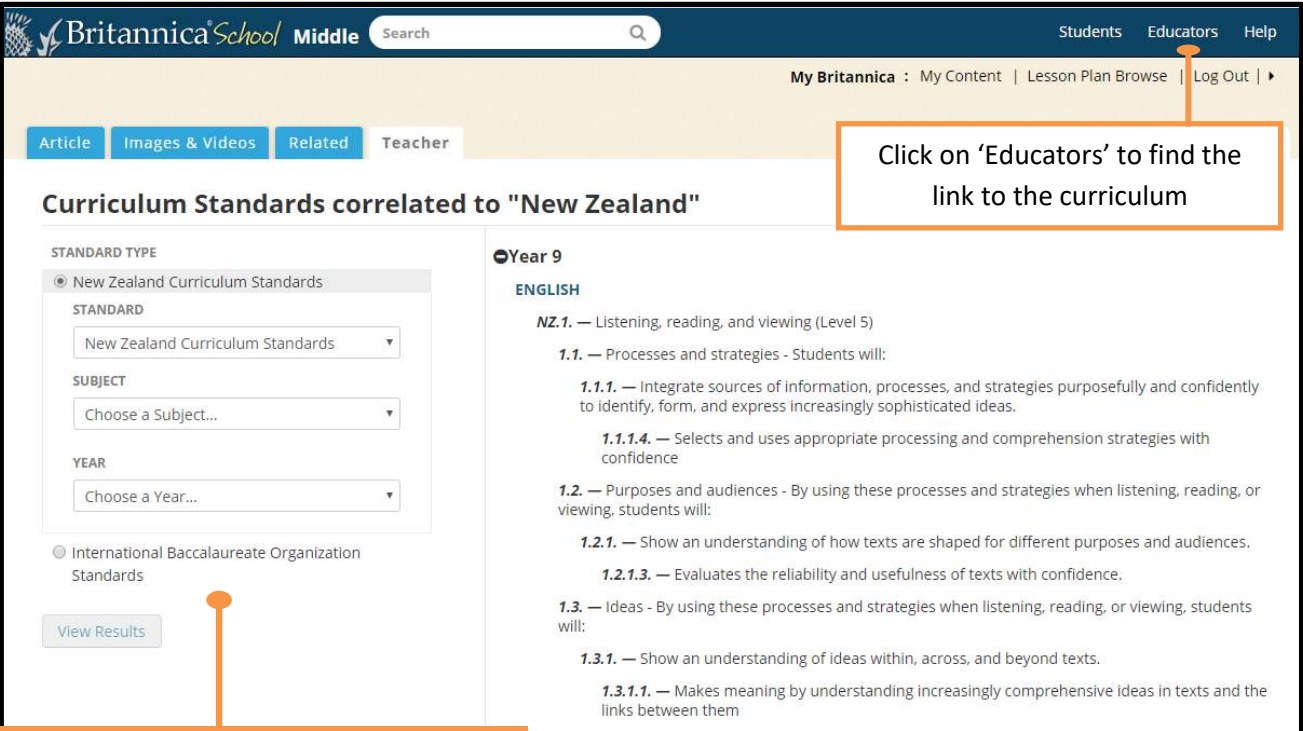 Britannica School Middle Search Students Educators Help
My Britannica : My Content | Lesson Plan Browse | Log Out |
Article Images & Videos Related Teacher
Click on ‘Educators’ to find the
link to the curriculum
Curriculum Standards correlated to "New Zealand"
STANDARD TYPE
New Zealand Curriculum Standards
STANDARD
New Zealand Curriculum Standards
SUBJECT
Choose a Subject...
YEAR
Choose a Year...
International Baccalaureate Organization
Standards
View Results
Year 9
ENGLISH
NZ.1. — Listening, reading, and viewing (Level 5)
1.1. — Processes and strategies - Students will:
1.1.1. — Integrate sources of information, processes, and strategies purposefully and confidently
to identify, form, and express increasingly sophisticated ideas.
1.1.1.4. — Selects and uses appropriate processing and comprehension strategies with
confidence
1.2. — Purposes and audiences - By using these processes and strategies when listening, reading, or
viewing, students will:
1.2.1. — Show an understanding of how texts are shaped for different purposes and audiences.
1.2.1.3. — Evaluates the reliability and usefulness of texts with confidence.
1.3. — Ideas - By using these processes and strategies when listening, reading, or viewing, students
will:
1.3.1. — Show an understanding of ideas within, across, and beyond texts.
1.3.1.1. — Makes meaning by understanding increasingly comprehensive ideas in texts and the
links between them